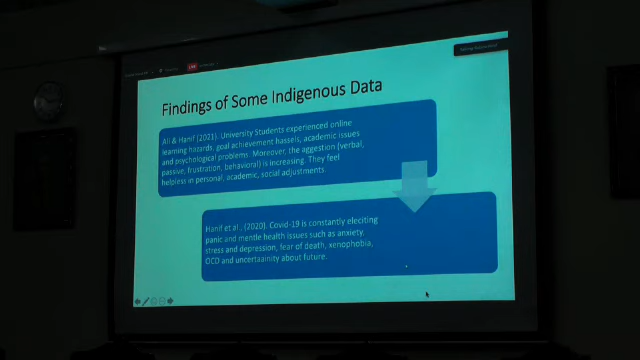 LIVE
Findings of Some Indigenous Data
Ali & Hanif (2021). University Students experienced online
learning hazards, goal achievement hassels, academic issues
and psychological problems. Moreover, the aggestion (verbal,
passive, frustration, behavioral) is increasing. They feel
helpless in personal, academic, social adjustments.
Hanif et al., (2020). Covid-19 is constantly eleciting
panic and mentle health issues such as anxiety,
stress and depression, fear of death, xenophobia,
OCD and uncertaainity about future.